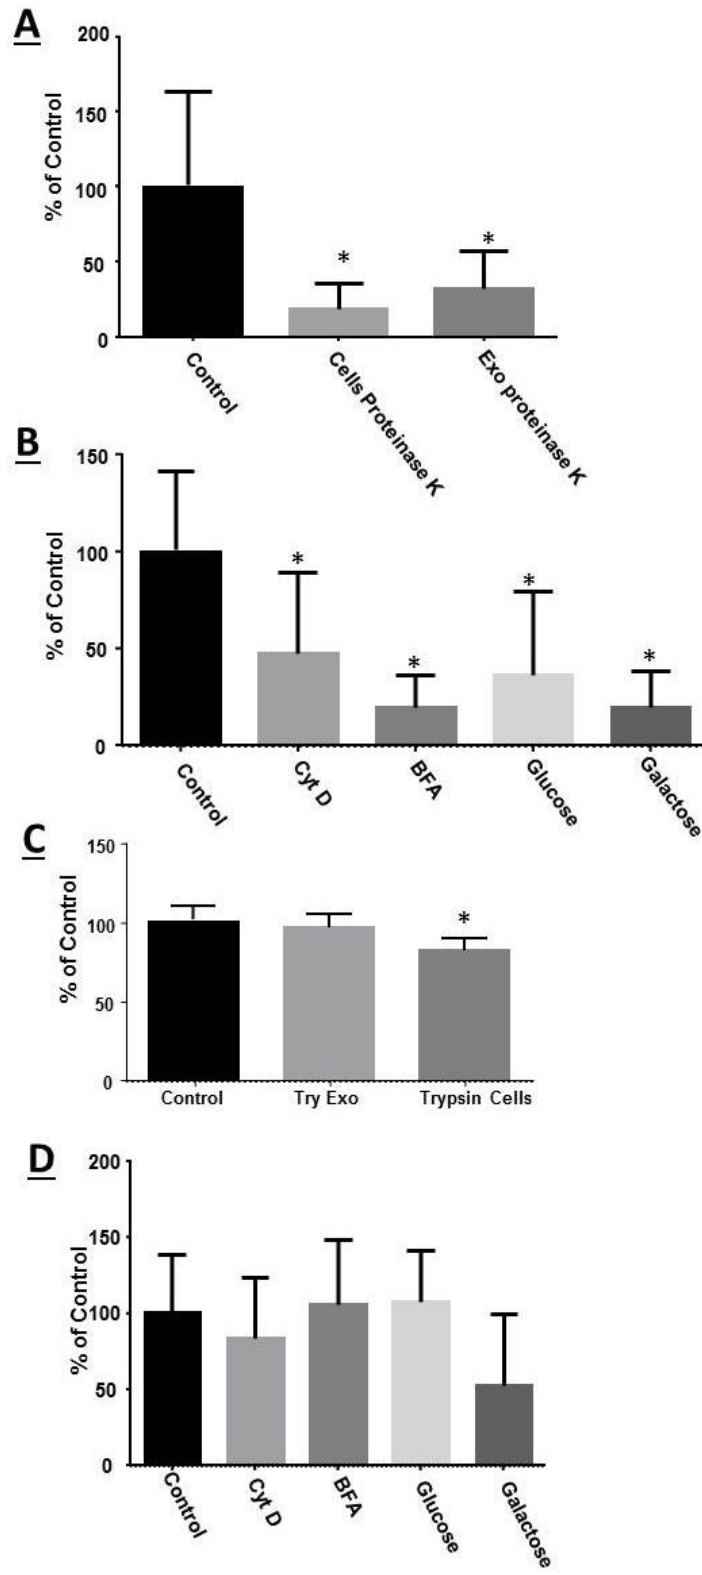 A
200
150
100
50
0
% of Control
*
*
Control
Cells Proteinase K
Exo proteinase K
B
150
100
50
0
% of Control
*
*
*
*
Control
Cyt D
BFA
Glucose
Galactose
C
150
100
50
0
% of Control
*
Control
Try Exo
Trypsin Cells
D
200
150
100
50
0
% of Control
Control
Cyt D
BFA
Glucose
Galactose